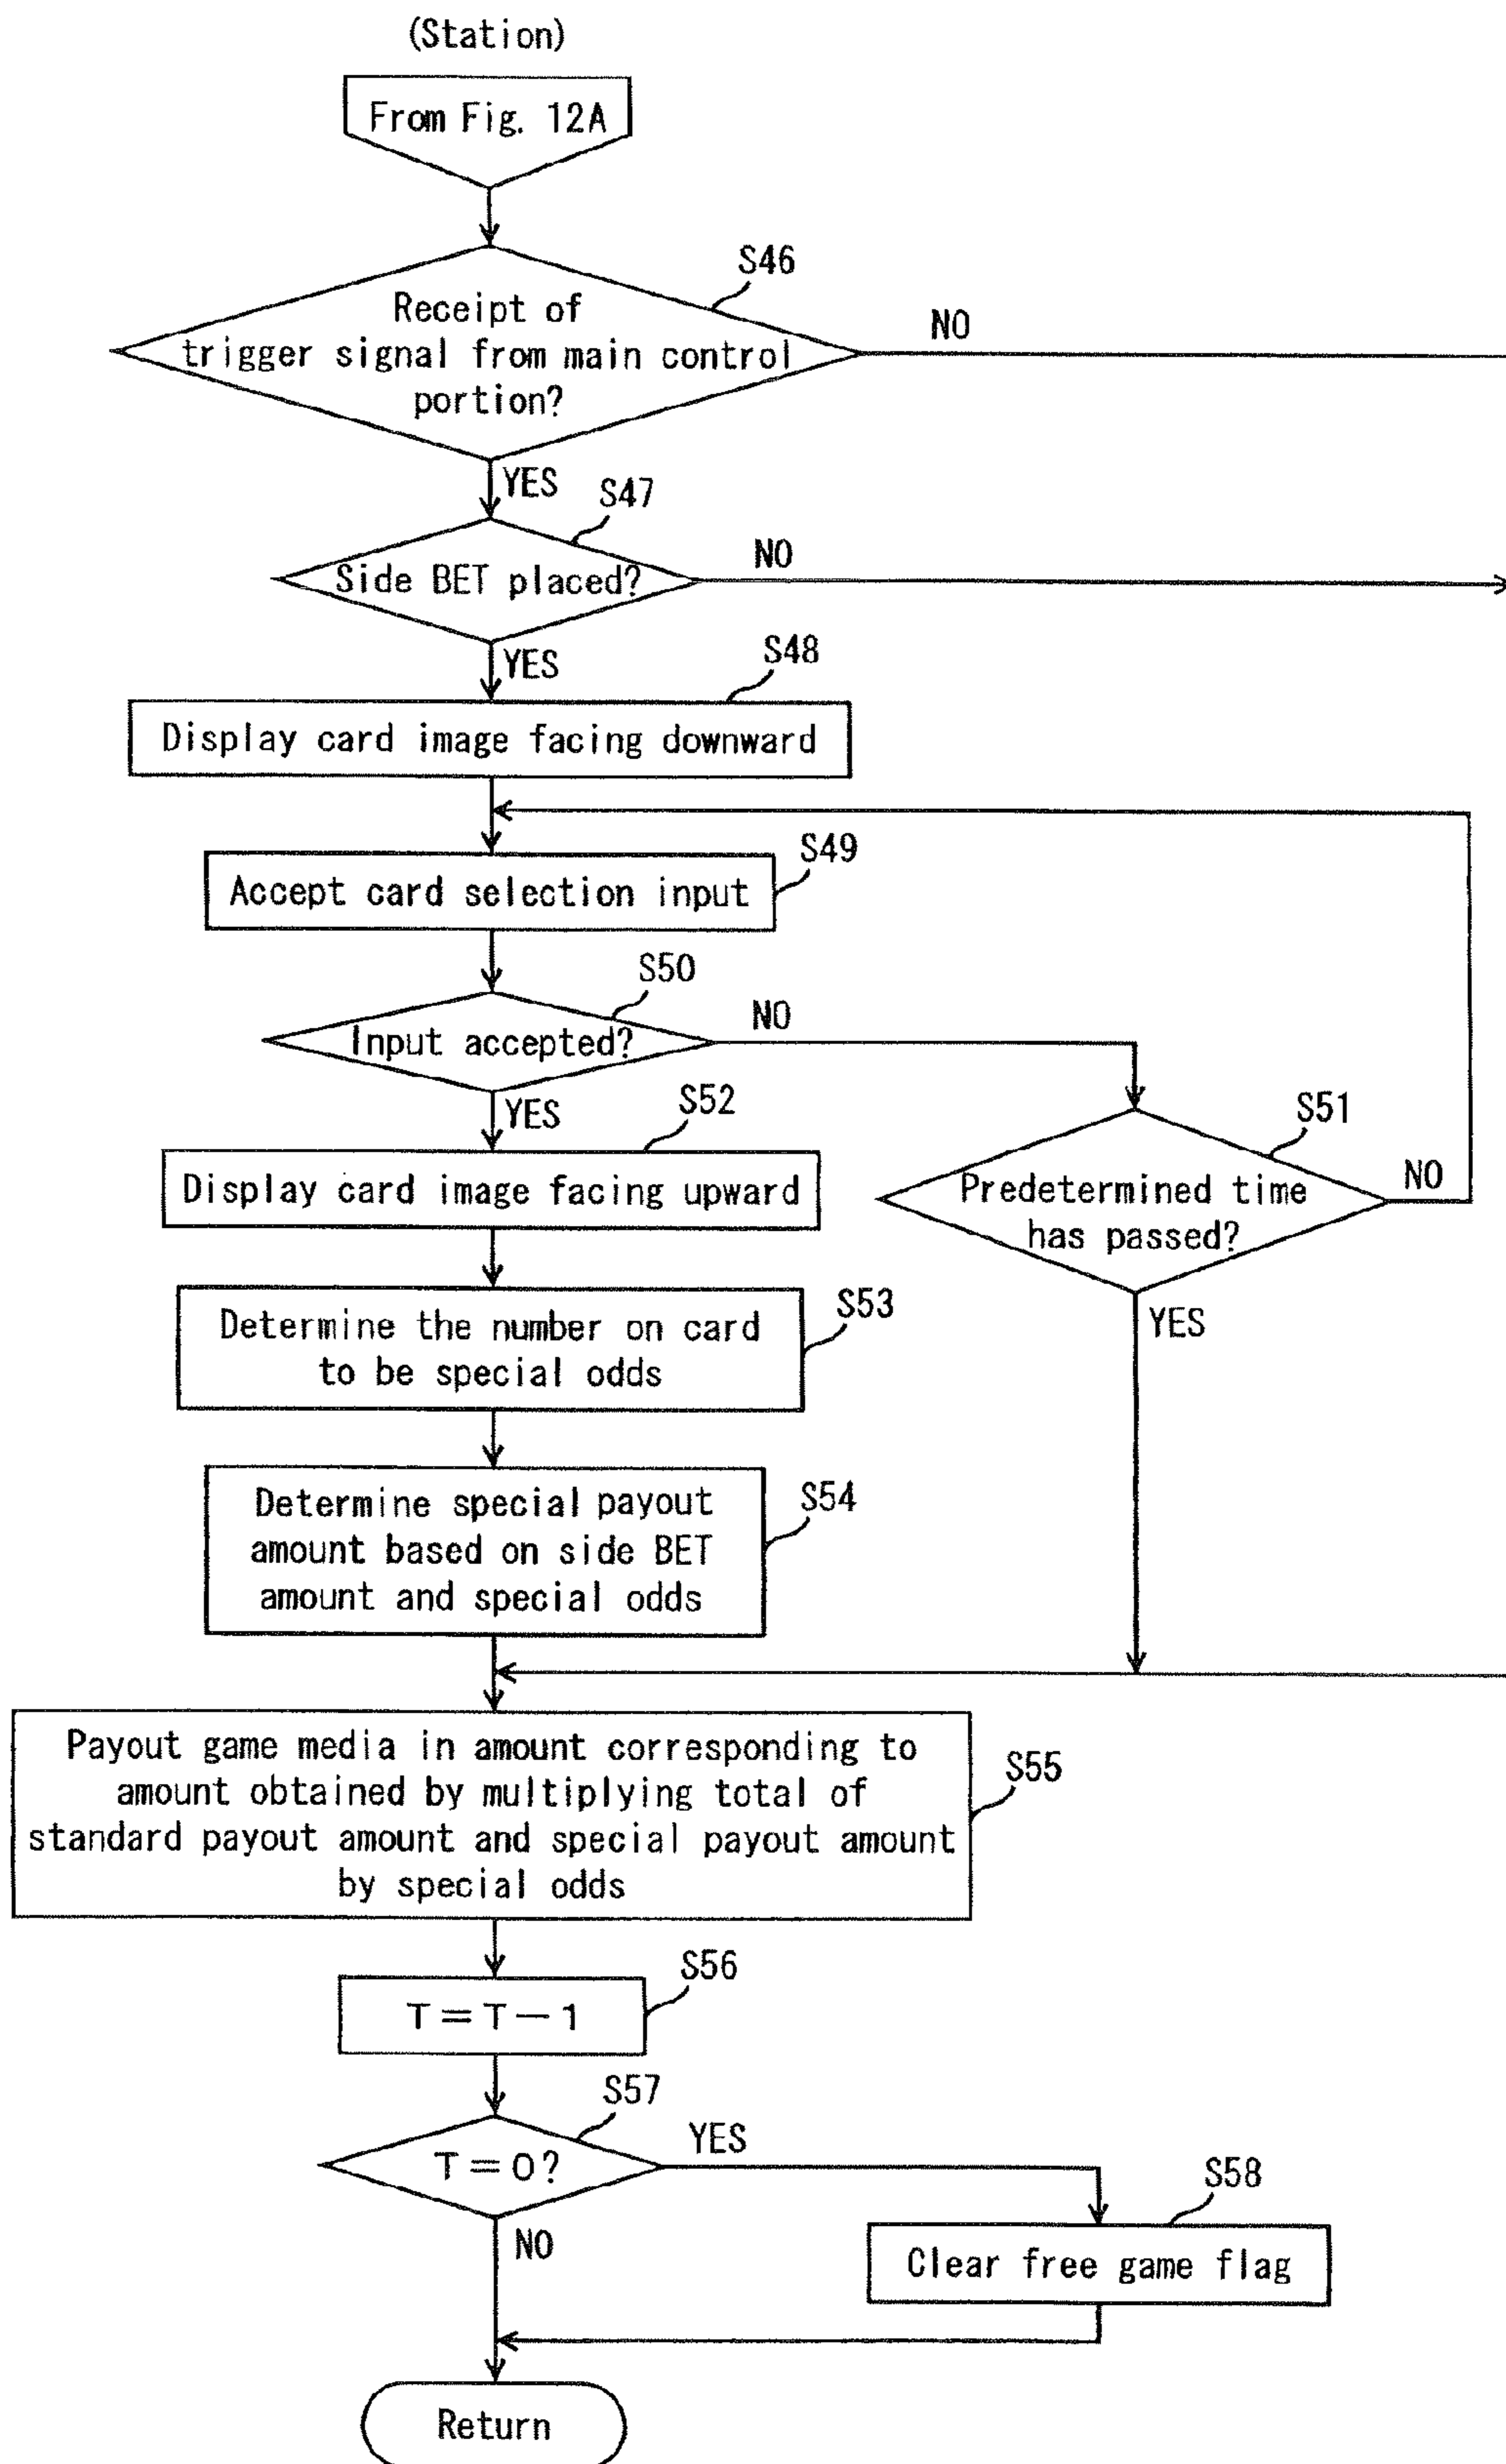 (Station)
From Fig. 12A
S46
Receipt of
trigger signal from main control
portion?
NO
YES
S47
Side BET placed?
NO
YES
S48
Display card image facing downward
S49
Accept card selection input
S50
Input accepted?
NO
YES
S51
Predetermined time
has passed?
NO
YES
S52
Display card image facing upward
S53
Determine the number on card
to be special odds
S54
Determine special payout
amount based on side BET
amount and special odds
S55
Payout game media in amount corresponding to
amount obtained by multiplying total of
standard payout amount and special payout amount
by special odds
S56
T=T-1
S57
T=0?
YES
NO
S58
Clear free game flag
Return